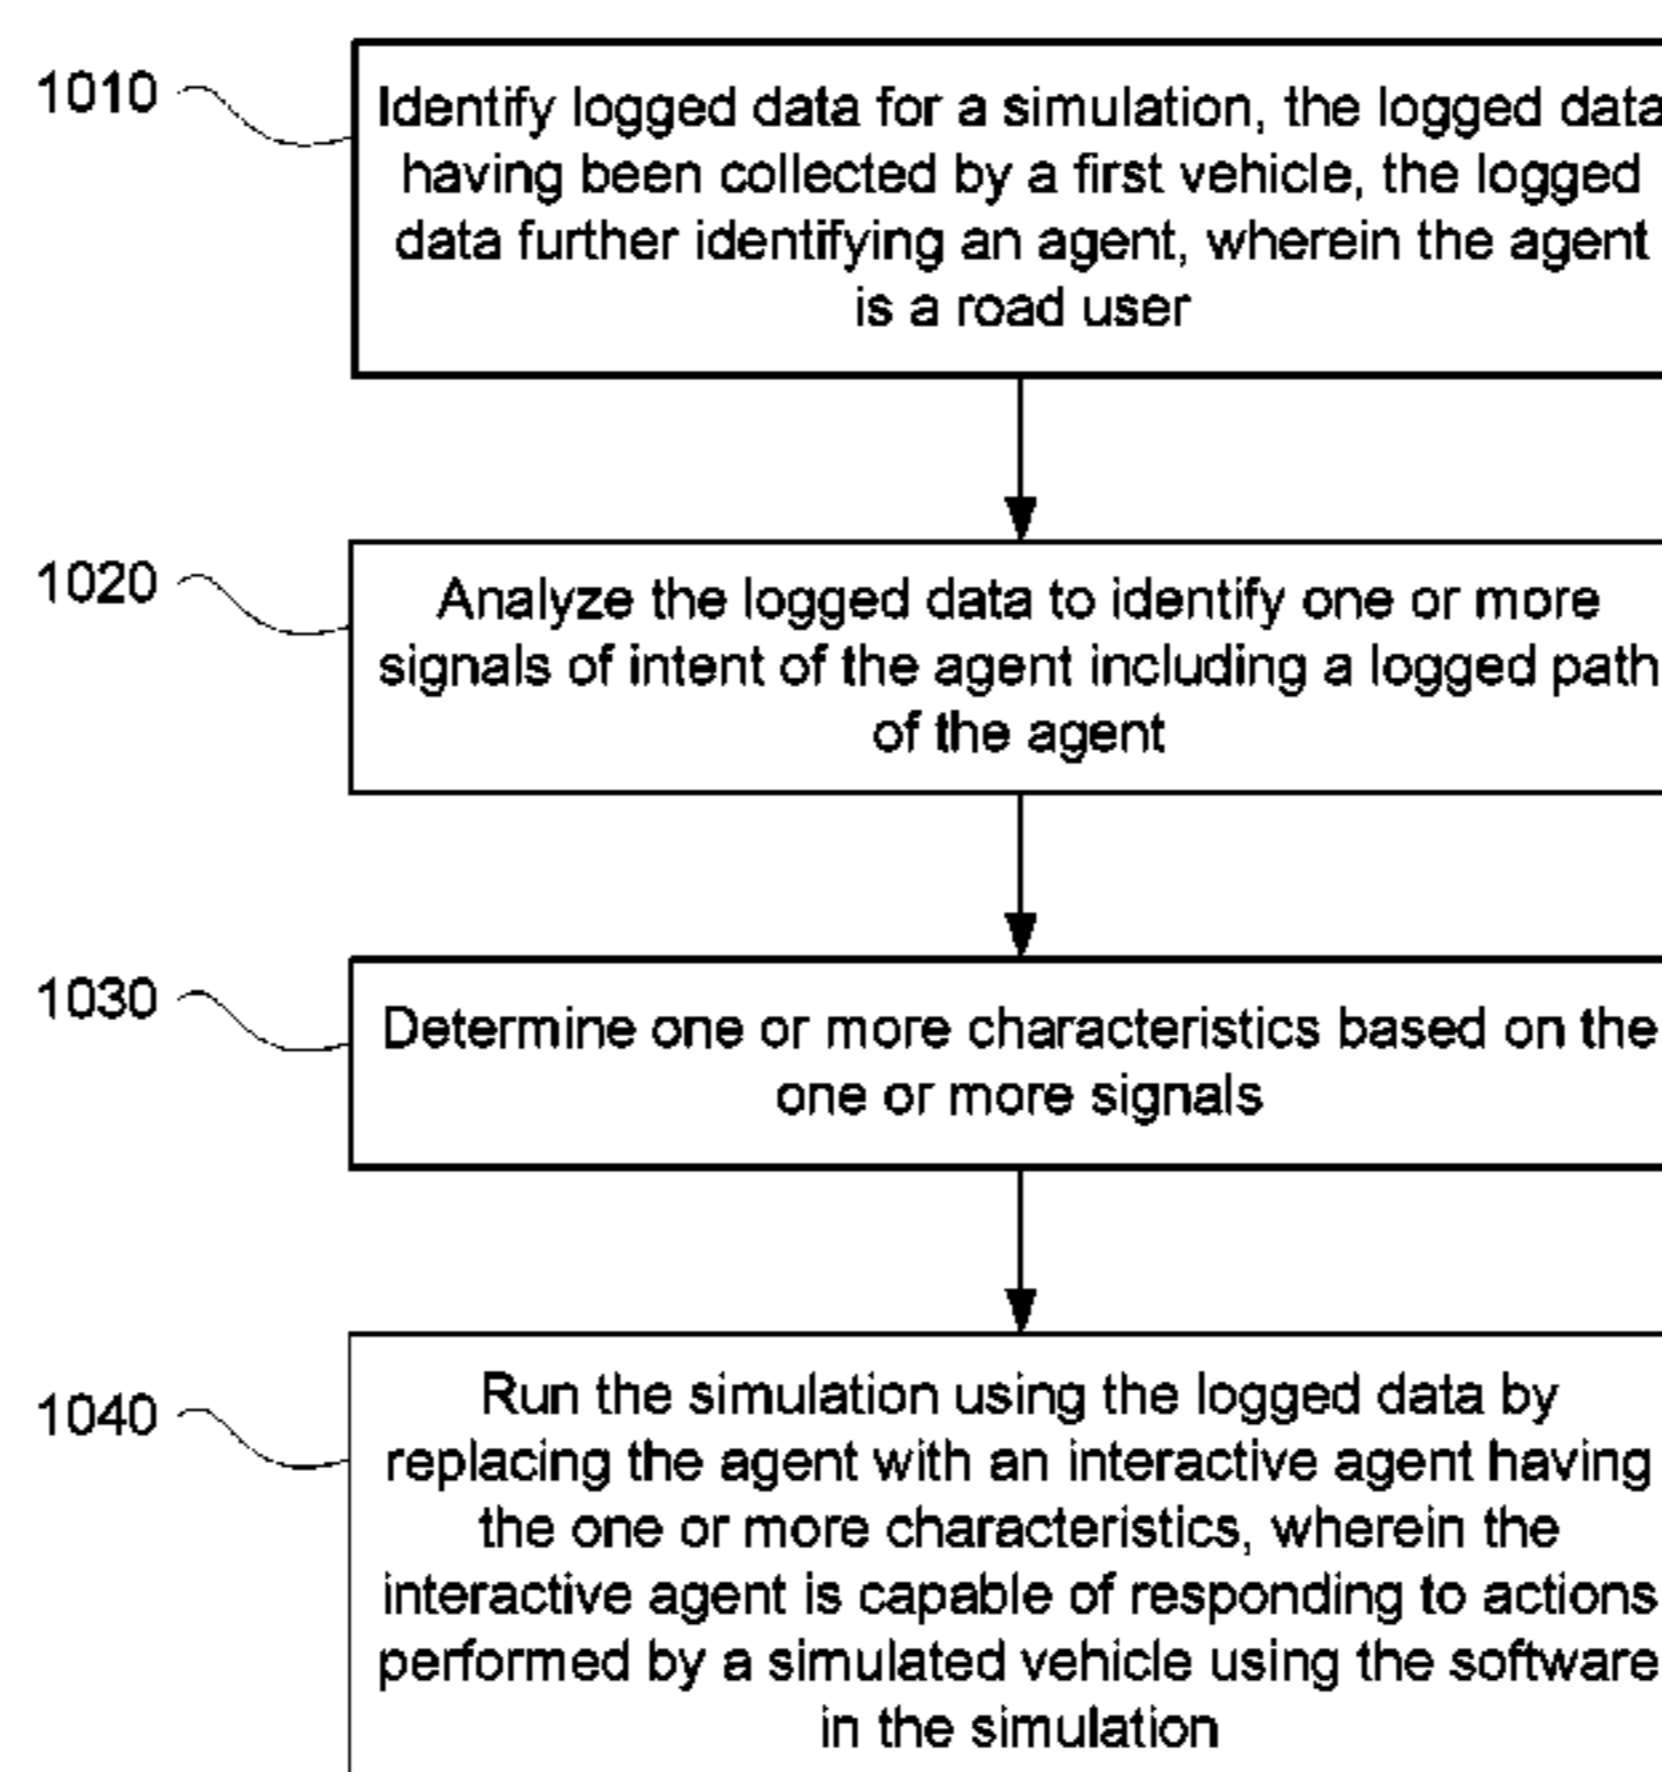 1010
Identify logged data for a simulation, the logged data
having been collected by a first vehicle, the logged
data further identifying an agent, wherein the agent
is a road user
1020
Analyze the logged data to identify one or more
signals of intent of the agent including a logged path
of the agent
1030
Determine one or more characteristics based on the
one or more signals
1040
Run the simulation using the logged data by
replacing the agent with an interactive agent having
the one or more characteristics, wherein the
interactive agent is capable of responding to actions
performed by a simulated vehicle using the software
in the simulation